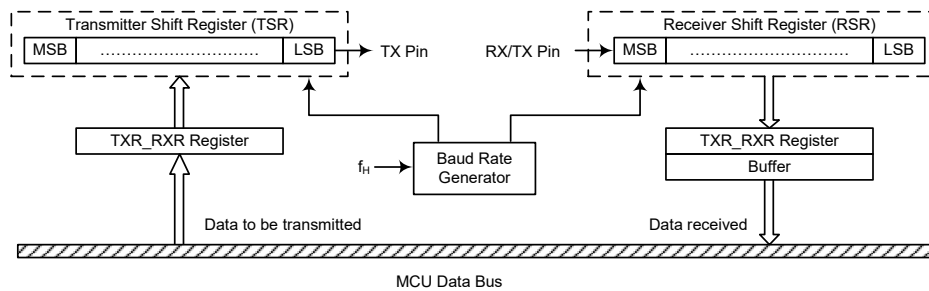 Transmitter Shift Register (TSR)
MSB ................................ LSB
TX Pin
RX/TX Pin
Receiver Shift Register (RSR)
MSB ................................ LSB
TXR_RXR Register
fH
Baud Rate
Generator
TXR_RXR Register
Buffer
Data to be transmitted
Data received
MCU Data Bus